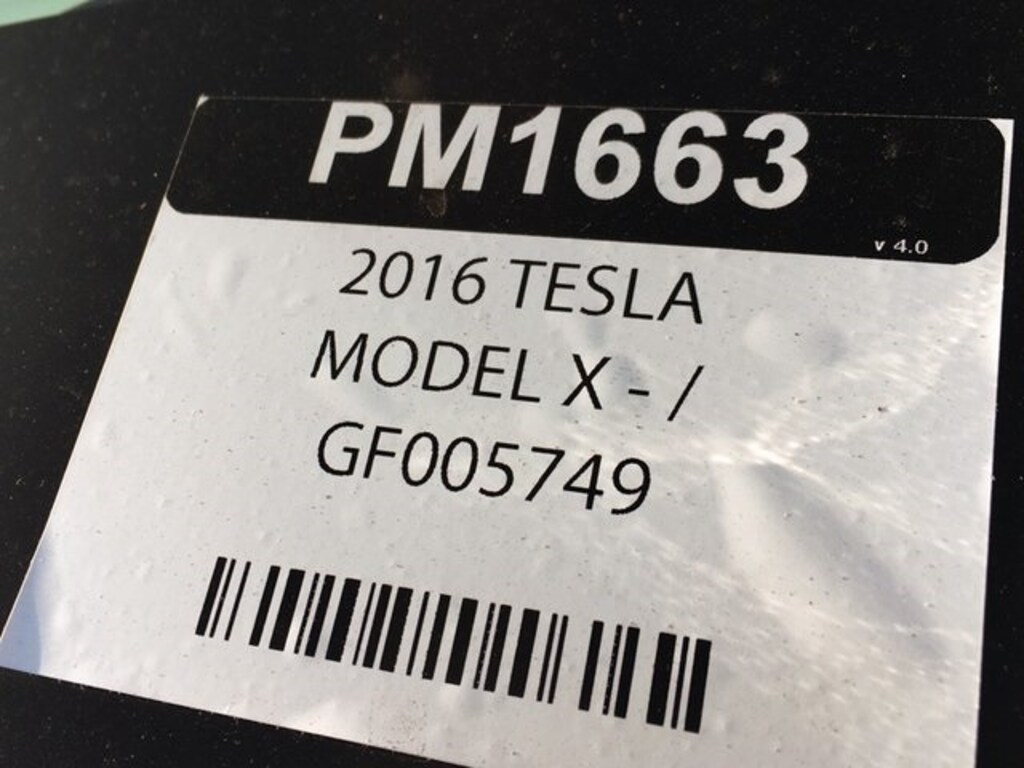 PM1663
v 4.0
2016 TESLA
MODEL X - /
GF005749